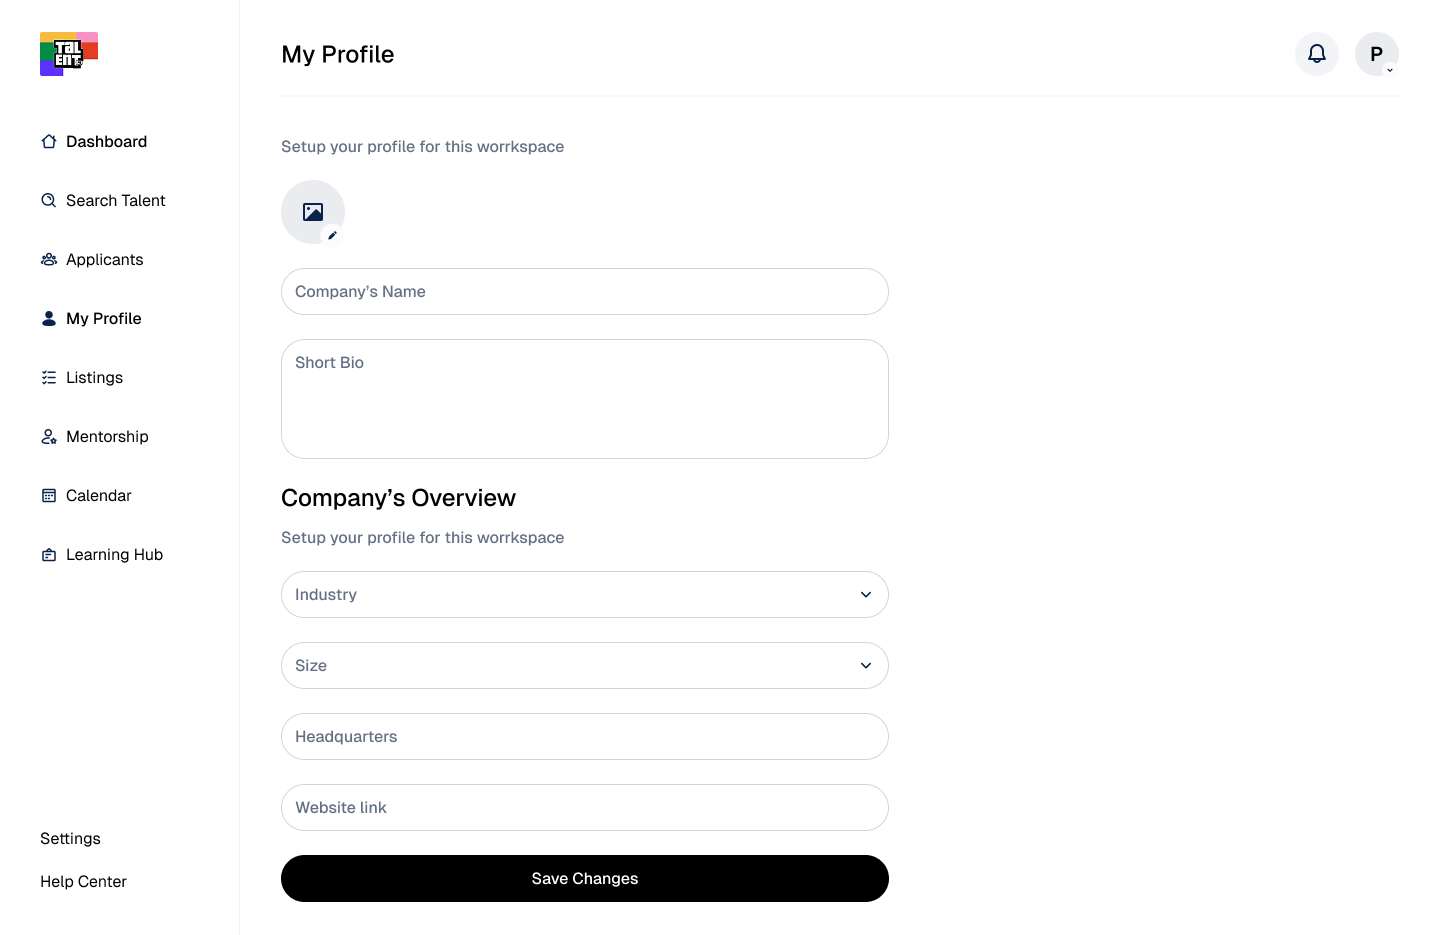 TaL
ENT
My Profile
P
Dashboard
Search Talent
Applicants
My Profile
Listings
Mentorship
Calendar
Learning Hub
Settings
Help Center
Setup your profile for this worrkspace
Company's Name
Short Bio
Company’s Overview
Setup your profile for this worrkspace
Industry
Size
Headquarters
Website link
Save Changes